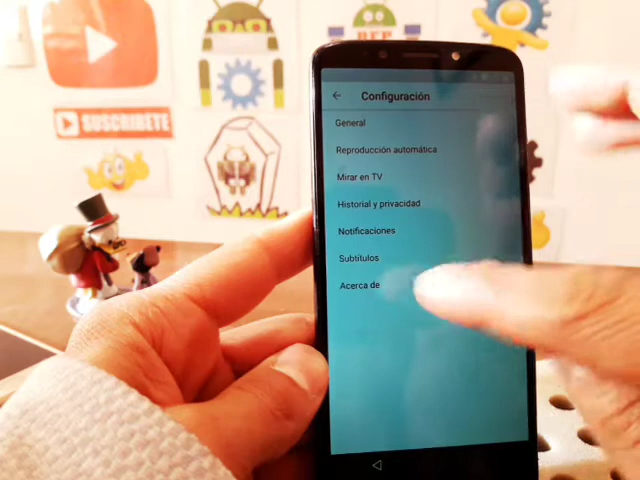 SUSCRIBETE
Configuración
General
Reproducción automática
Mirar en TV
Historial y privacidad
Notificaciones
Subtítulos
Acerca de